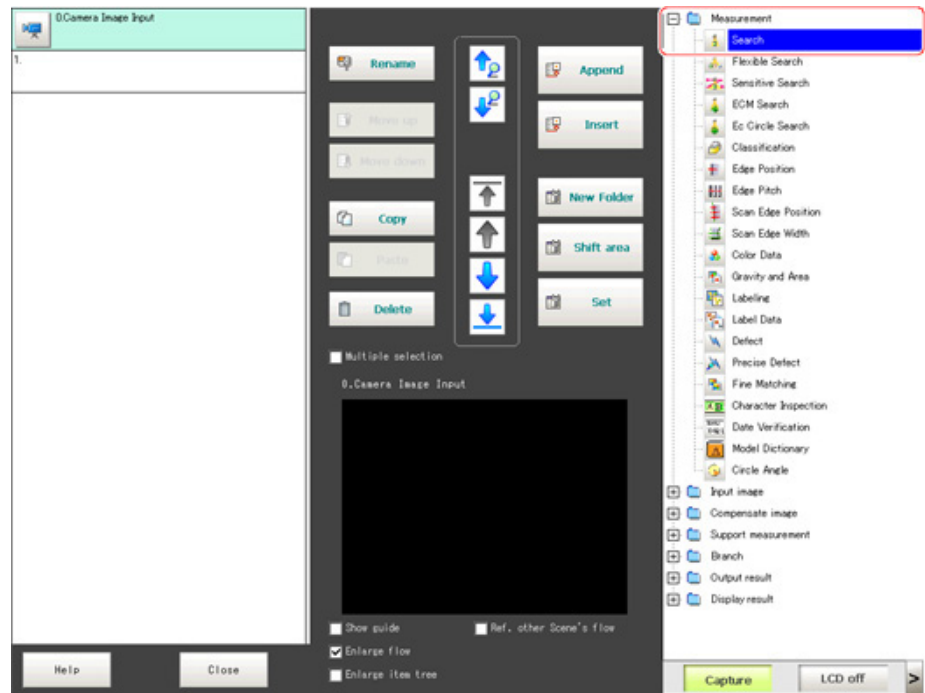 0.Camera Image Input
1.
Rename
Move up
Move down
Copy
Paste
Delete
Append
Insert
New Folder
Shift area
Set
Multiple selection
0.Camera Image Input
Show guide
Ref. other Scene's flow
Enlarge flow
Enlarge item tree
Help
Close
Measurement
Search
Flexible Search
Sensitive Search
ECM Search
Ec Circle Search
Classification
Edge Position
Edge Pitch
Scan Edge Position
Scan Edge Width
Color Data
Gravity and Area
Labeling
Label Data
Defect
Precise Defect
Fine Matching
Character Inspection
Date Verification
Model Dictionary
Circle Angle
Input image
Compensate image
Support measurement
Branch
Output result
Display result
Capture
LCD off
>